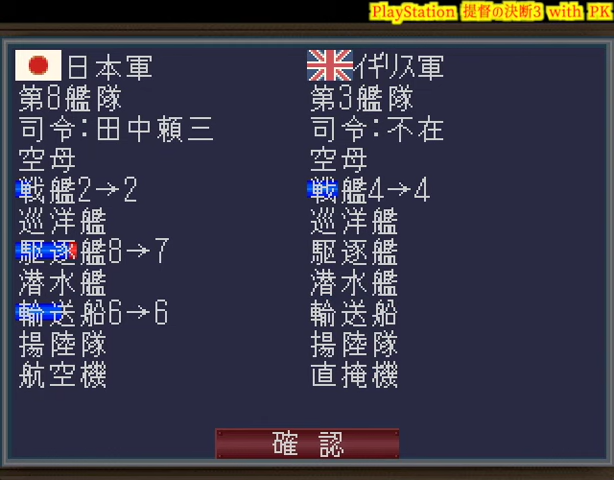 PlayStation 提督の決断3 with PK
日本軍
第8艦隊
司令:田中頼三
空母
戦艦2→2
巡洋艦
駆逐艦8→7
潜水艦
輸送船6→6
揚陸隊
航空機
イギリス軍
第3艦隊
司令:不在
空母
戦艦4→4
巡洋艦
駆逐艦
潜水艦
輸送船
揚陸隊
直掩機
確認